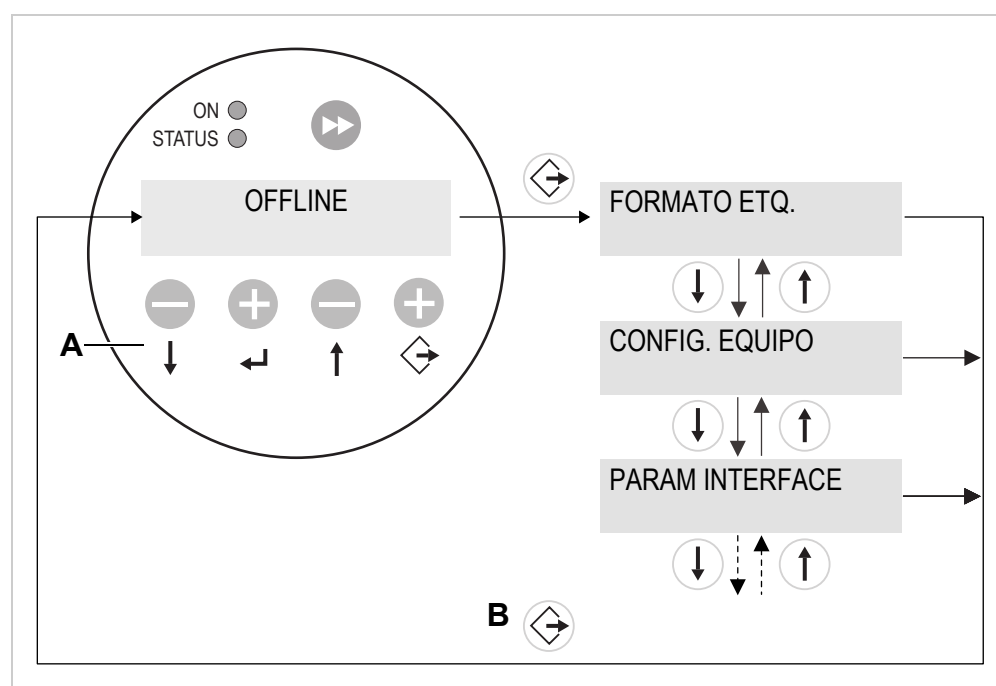 ON
STATUS
OFFLINE
A
FORMATO ETQ.
CONFIG. EQUIPO
PARAM INTERFACE
B